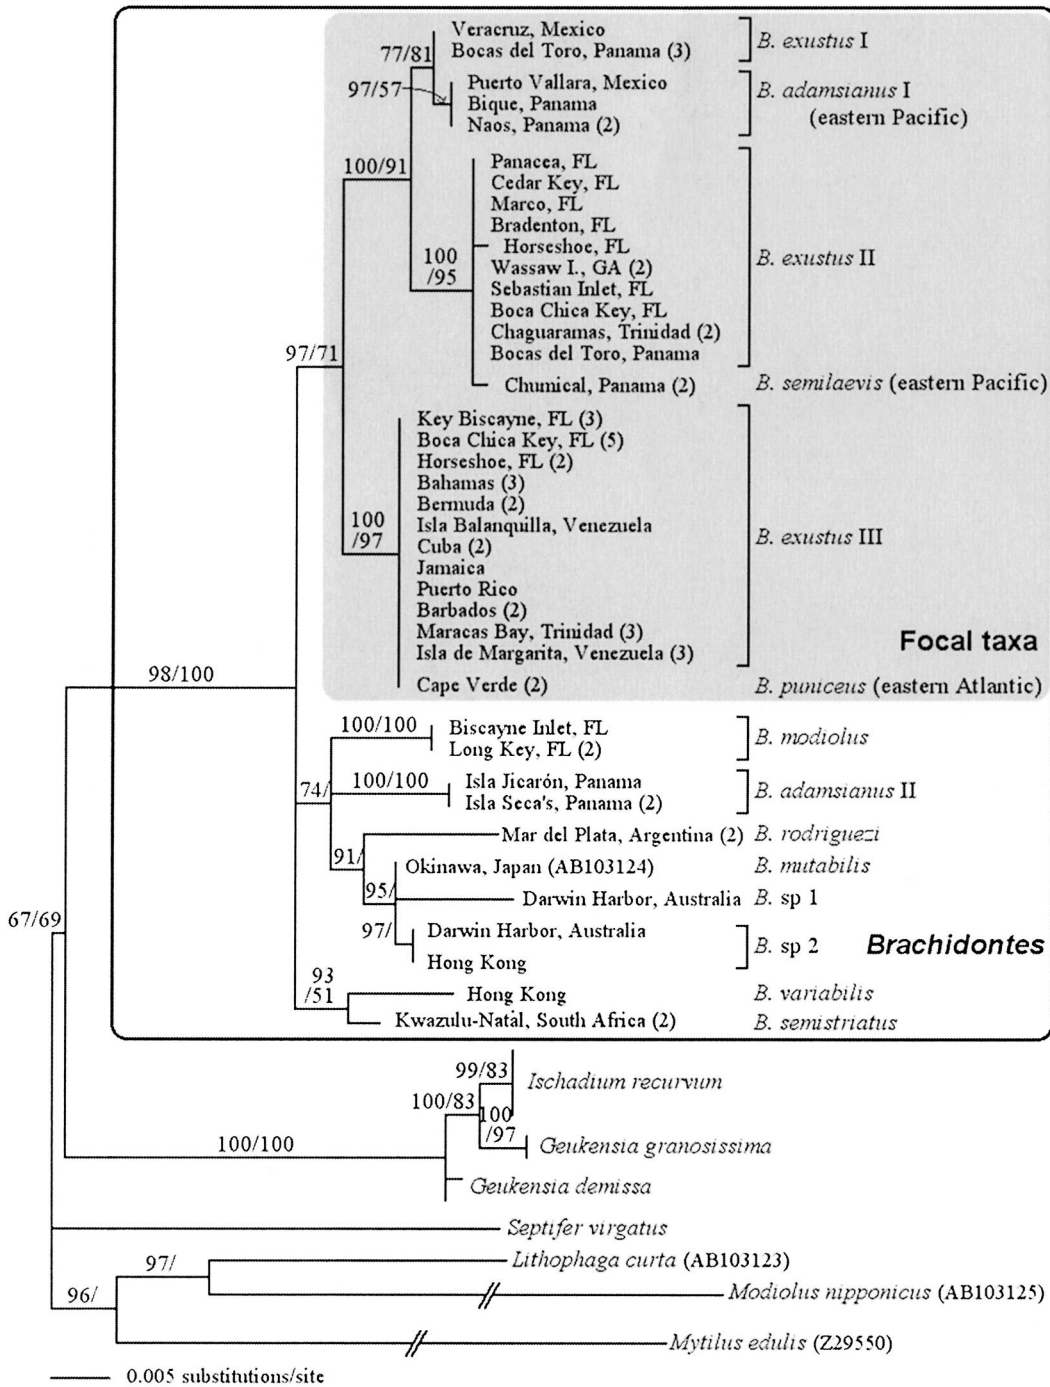 Veracruz, Mexico
Bocas del Toro, Panama (3)
B. exustus I
77/81
97/57
Puerto Vallara, Mexico
Bique, Panama
Naos, Panama (2)
B. adamsianus I
(eastern Pacific)
100/91
Panacea, FL
Cedar Key, FL
Marco, FL
Bradenton, FL
Horseshoe, FL
Wassaw I., GA (2)
Sebastian Inlet, FL
Boca Chica Key, FL
Chaguaramas, Trinidad (2)
Bocas del Toro, Panama
B. exustus II
100
/95
Chumical, Panama (2)
B. semilaevis (eastern Pacific)
97/71
Key Biscayne, FL (3)
Boca Chica Key, FL (5)
Horseshoe, FL (2)
Bahamas (3)
Bermuda (2)
Isla Balanquilla, Venezuela
Cuba (2)
Jamaica
Puerto Rico
Barbados (2)
Maracas Bay, Trinidad (3)
Isla de Margarita, Venezuela (3)
B. exustus III
100
/97
Focal taxa
Cape Verde (2)
B. puniceus (eastern Atlantic)
98/100
100/100
Biscayne Inlet, FL
Long Key, FL (2)
B. modiolus
74/
100/100
Isla Jicarón, Panama
Isla Seca's, Panama (2)
B. adamsianus II
Mar del Plata, Argentina (2)
B. rodriguezi
91/
Okinawa, Japan (AB103124)
B. mutabilis
95/
Darwin Harbor, Australia
B. sp 1
97/
Darwin Harbor, Australia
Hong Kong
B. sp 2
Brachidontes
67/69
93
/51
Hong Kong
B. variabilis
Kwazulu-Natal, South Africa (2)
B. semistriatus
99/83
Ischadium recurvum
100/83
100
/97
Geukensia granosissima
100/100
Geukensia demissa
Septifer virgatus
97/
Lithophaga curta (AB103123)
96/
Modiolus nipponicus (AB103125)
Mytilus edulis (Z29550)
0.005 substitutions/site